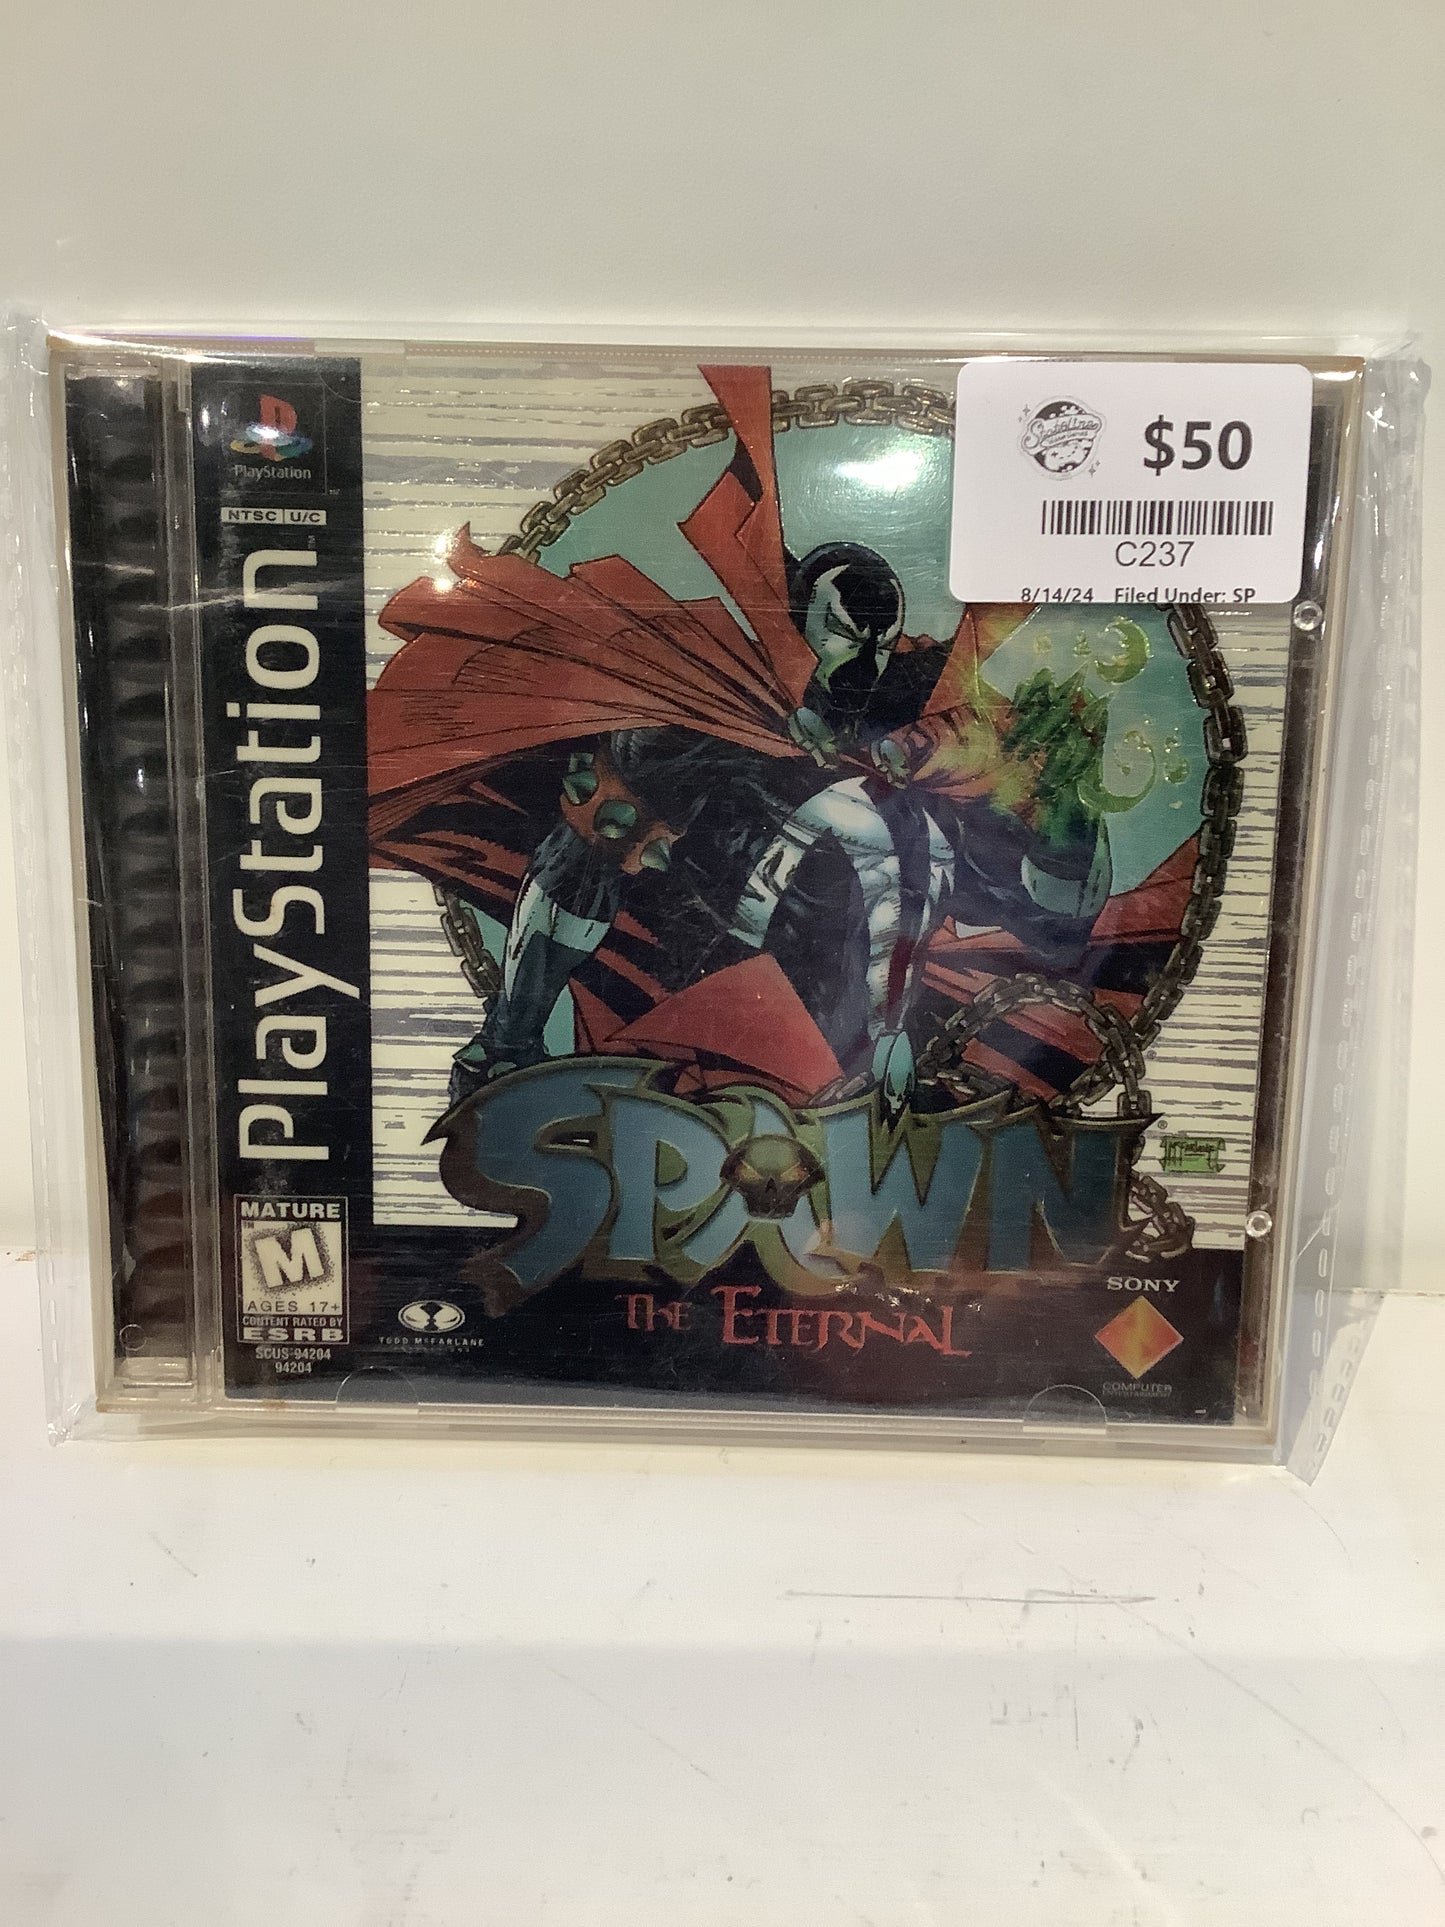 $50
C237
8/14/24 Filed Under: SP
PlayStation
NTSC U/C
PlayStation
SPAWN
THE ETERNAL
MATURE
M
AGES 17+
CONTENT RATED BY
ESRB
SCUS-94204
94204
TODD McFARLANE
SONY
COMPUTER
ENTERTAINMENT